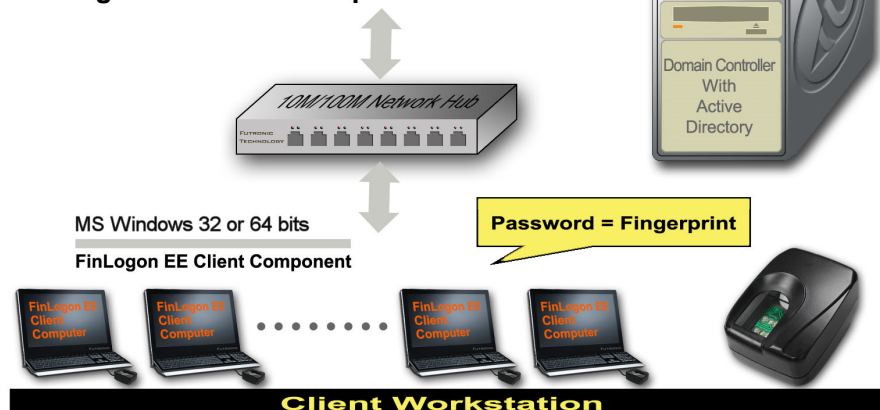 Domain Controller
With
Active
Directory
10M/100M Network Hub
FUTRONIC
TECHNOLOGY
MS Windows 32 or 64 bits
FinLogon EE Client Component
Password = Fingerprint
FinLogon EE
Client
Computer
FinLogon EE
Client
Computer
FinLogon EE
Client
Computer
FinLogon EE
Client
Computer
Client Workstation